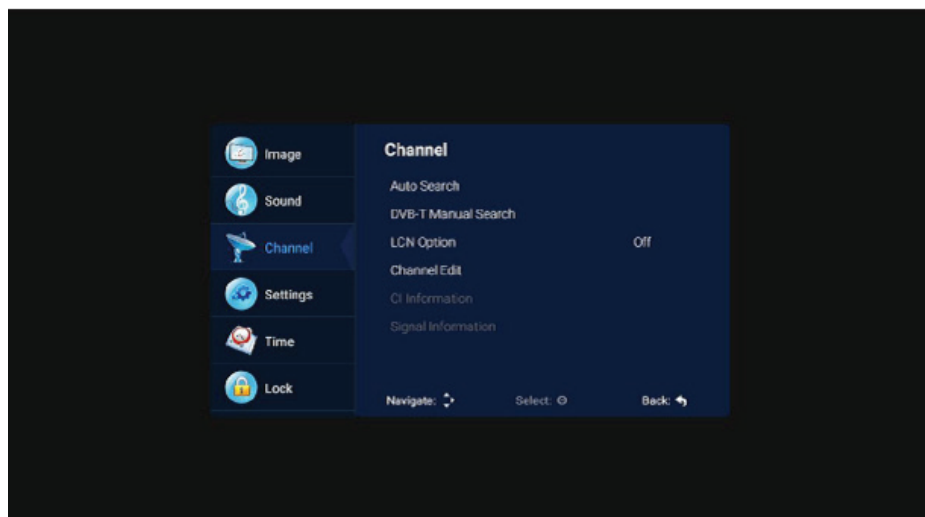 Image
Sound
Channel
Settings
Time
Lock
Channel
Auto Search
DVB-T Manual Search
LCN Option Off
Channel Edit
CI Information
Signal Information
Navigate: Select: Back: